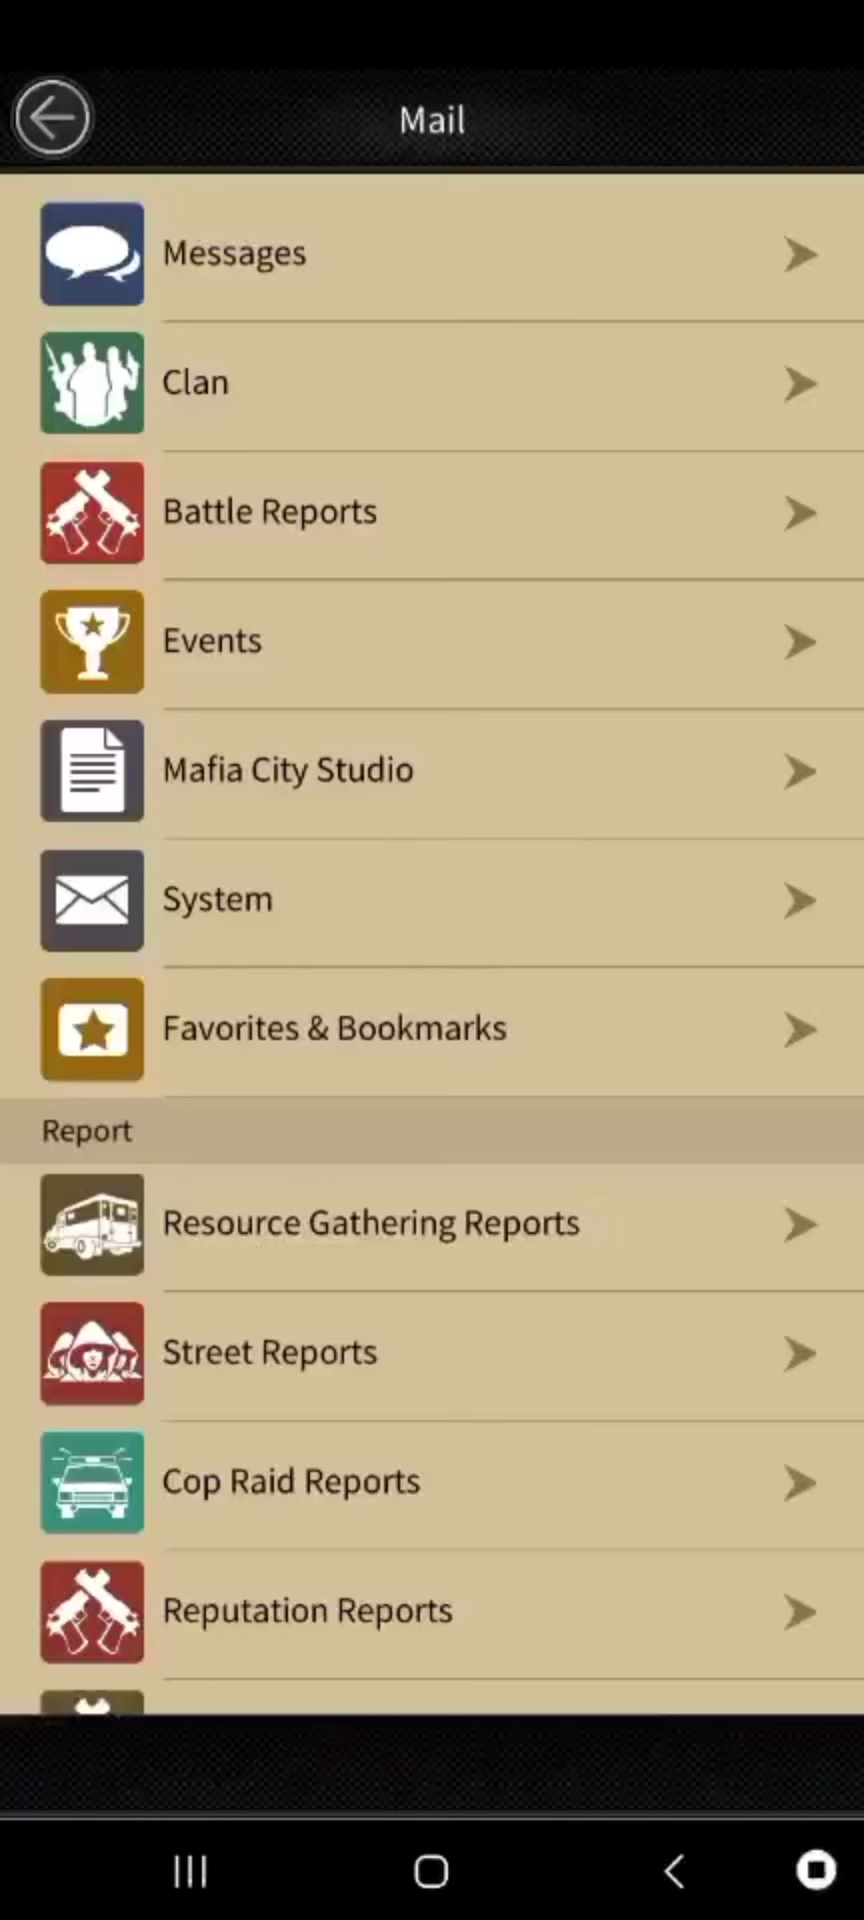 Mail
Messages
Clan
Battle Reports
Events
Mafia City Studio
System
Favorites & Bookmarks
Report
Resource Gathering Reports
Street Reports
Cop Raid Reports
Reputation Reports